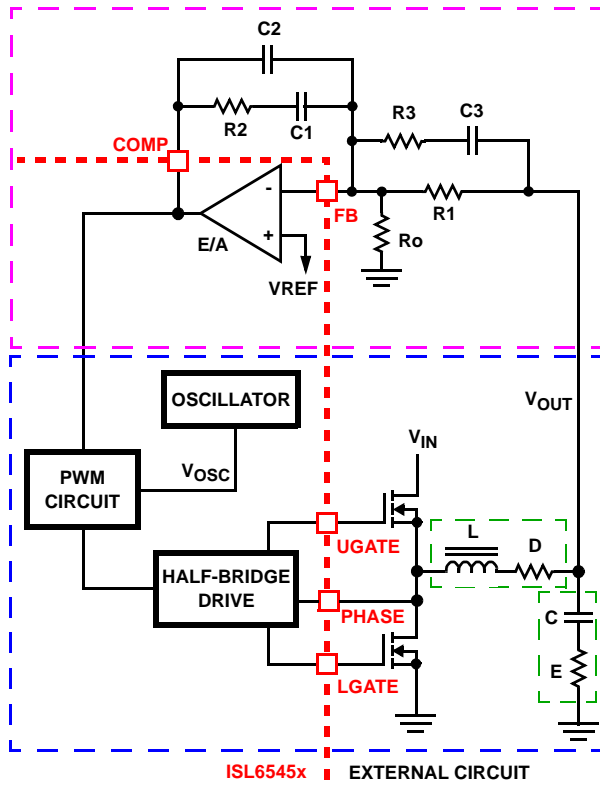 C2
R2
C1
R3
C3
COMP
-
+
E/A
FB
R1
Ro
VREF
OSCILLATOR
VOUT
PWM
CIRCUIT
VOSC
VIN
UGATE
L
D
HALF-BRIDGE
DRIVE
PHASE
C
E
LGATE
ISL6545x
EXTERNAL CIRCUIT